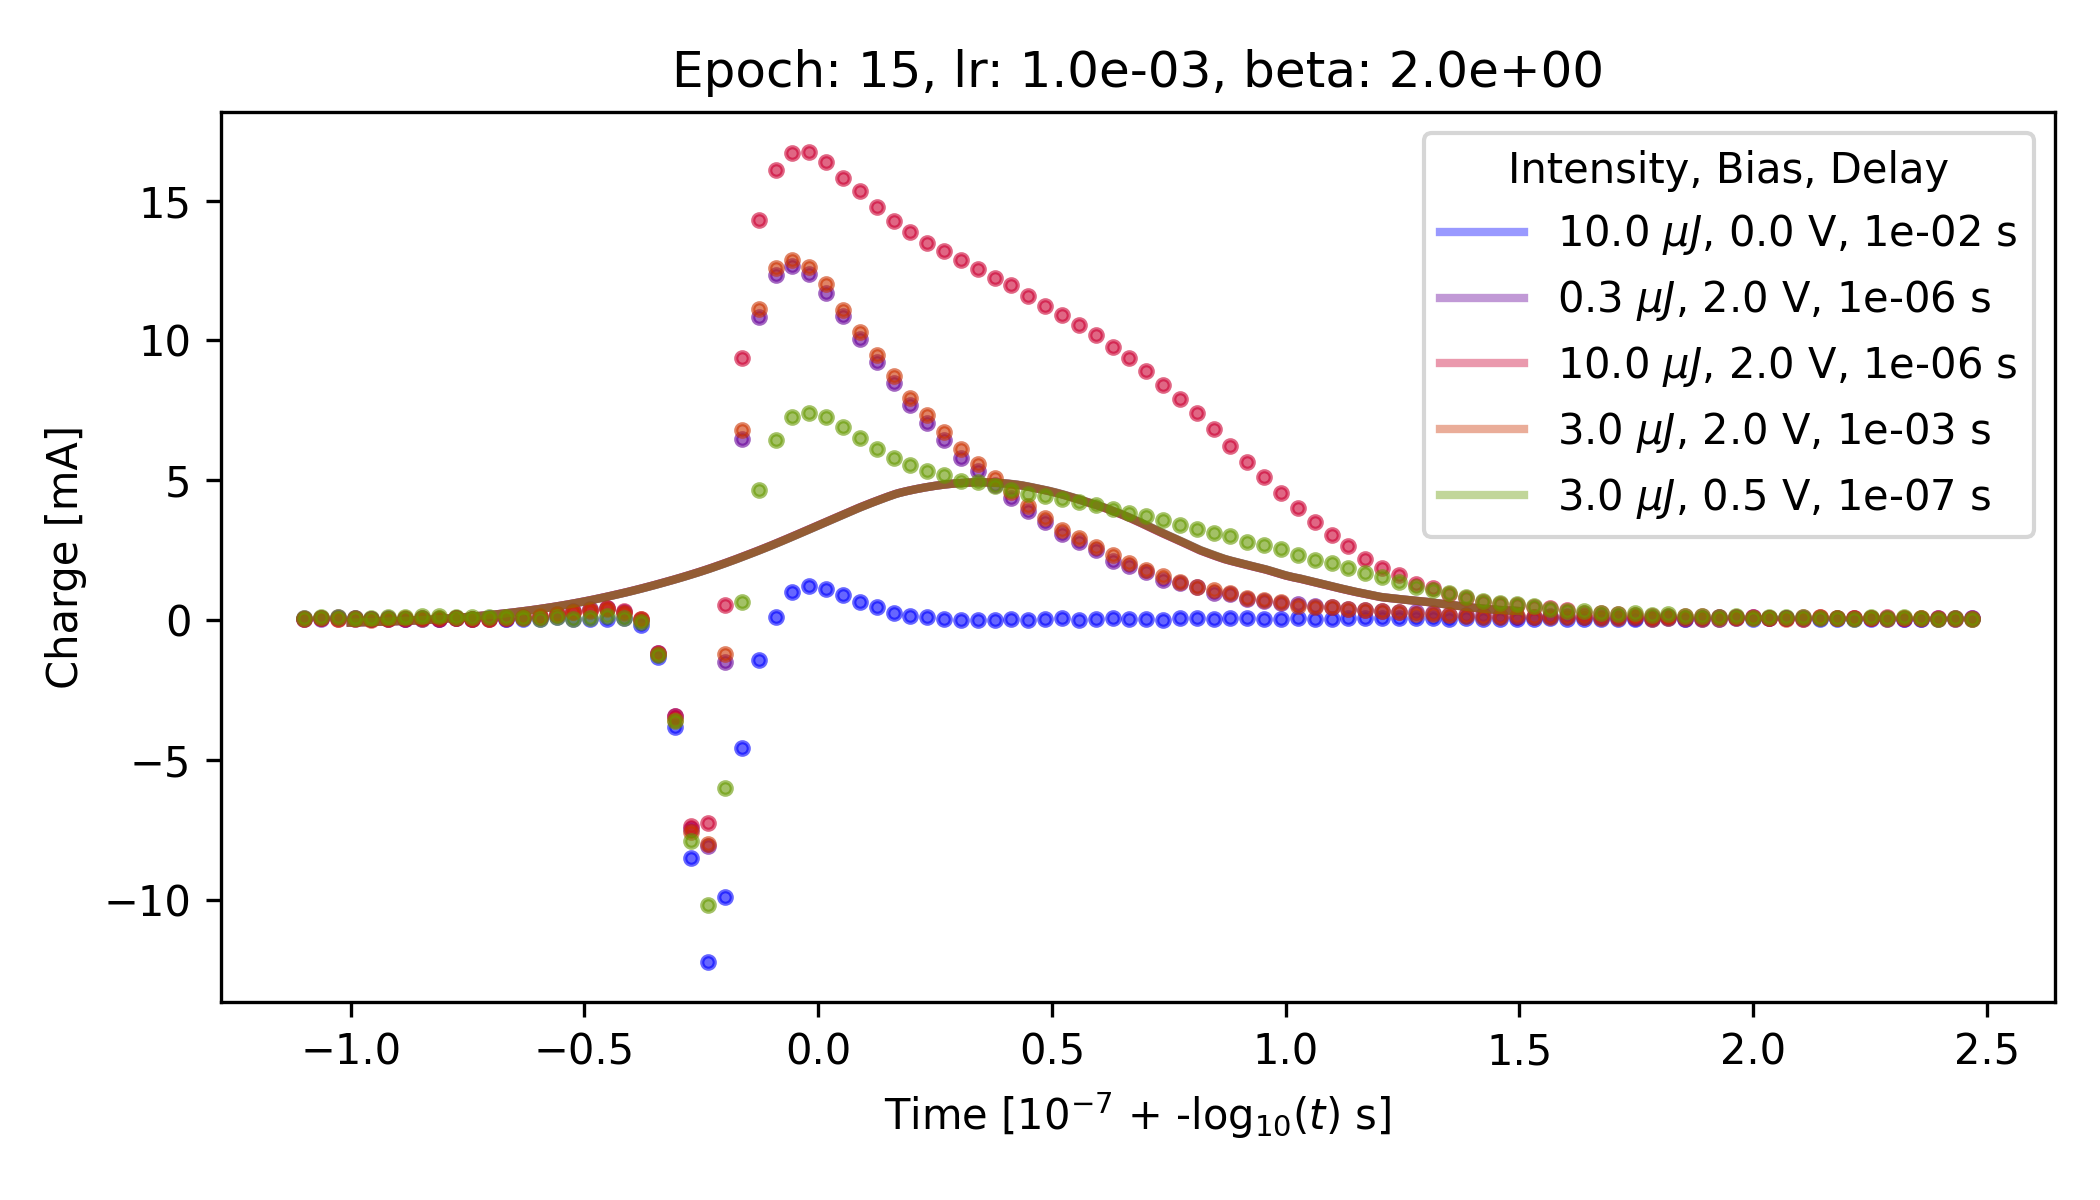 Epoch: 15, lr: 1.0e-03, beta: 2.0e+00
Intensity, Bias, Delay
10.0 μJ, 0.0 V, 1e-02 s
0.3 μJ, 2.0 V, 1e-06 s
10.0 μJ, 2.0 V, 1e-06 s
3.0 μJ, 2.0 V, 1e-03 s
3.0 μJ, 0.5 V, 1e-07 s
Charge [mA]
15
10
5
0
−5
−10
−1.0 −0.5 0.0 0.5 1.0 1.5 2.0 2.5
Time [10⁻⁷ + -log₁₀(t) s]